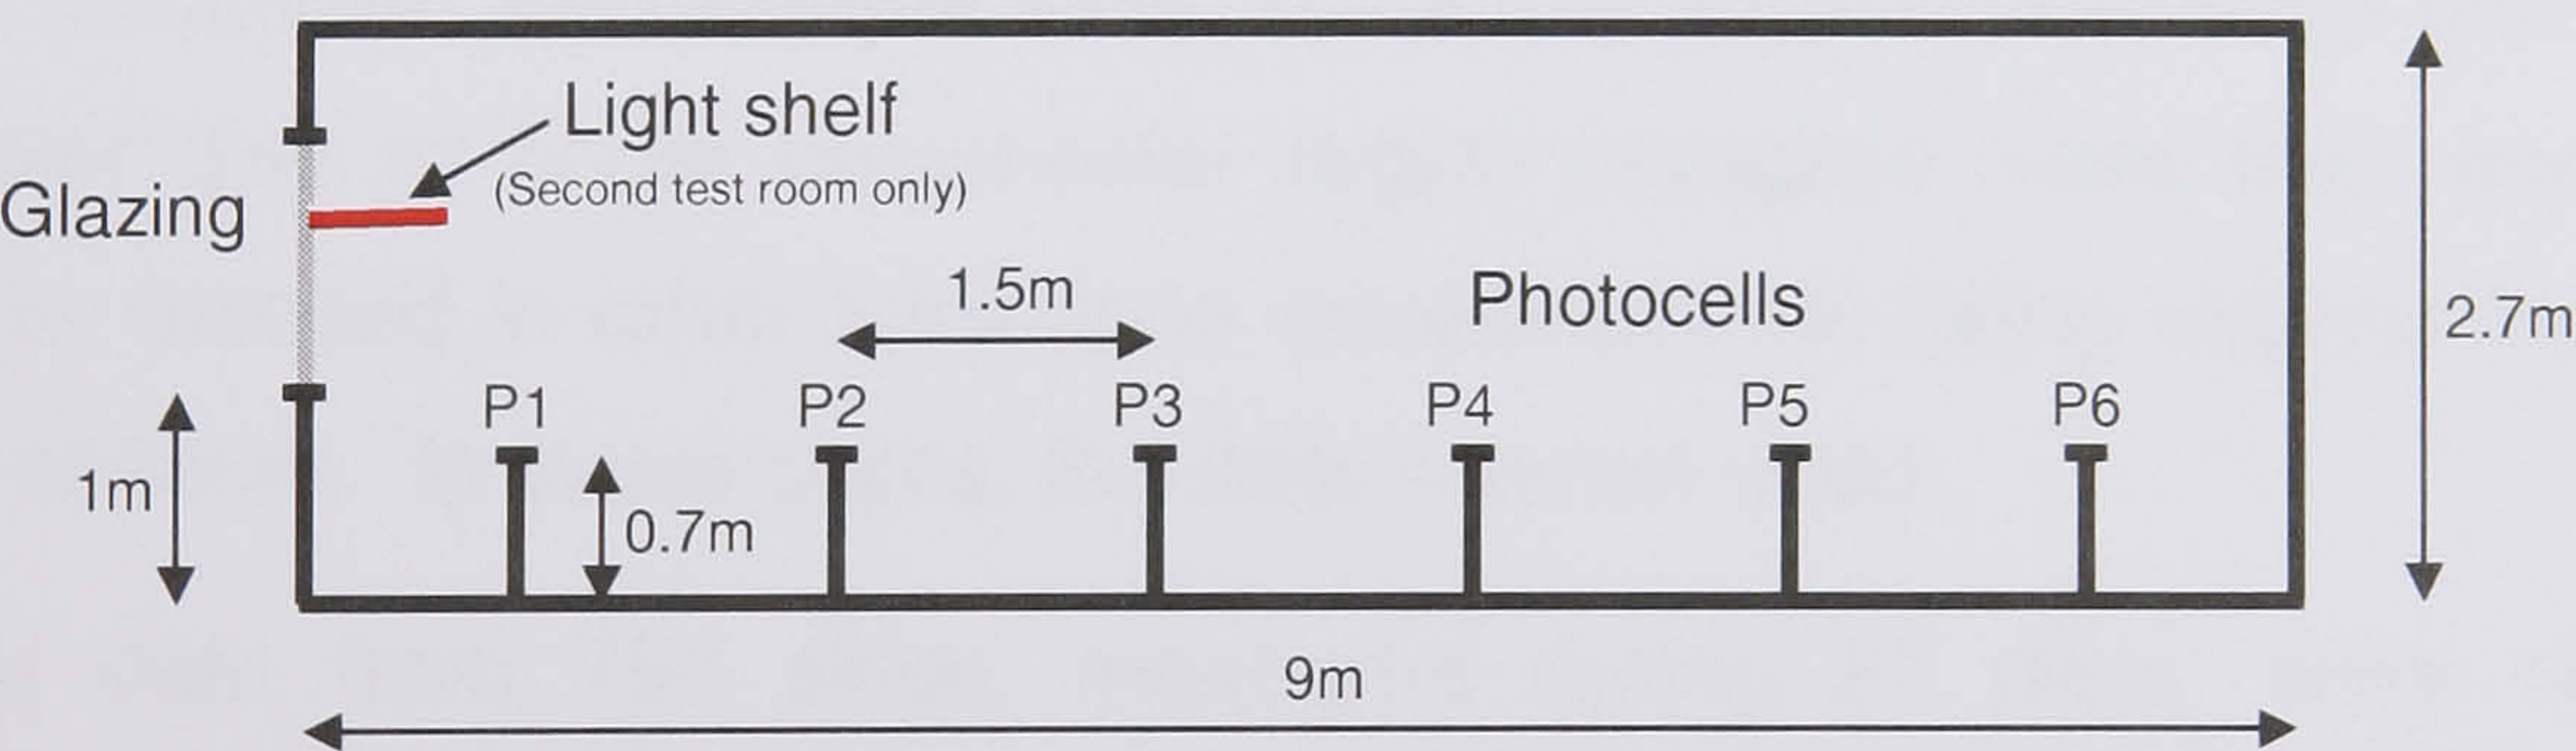 Light shelf
(Second test room only)
Glazing
1.5m
Photocells
2.7m
P1 P2 P3 P4 P5 P6
1m
0.7m
9m